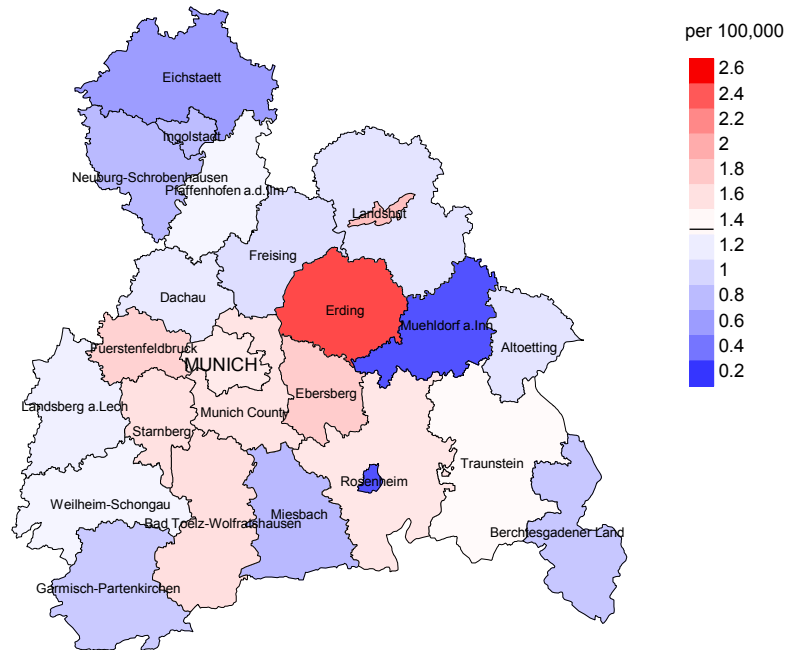 per 100,000
2.6
2.4
2.2
2
1.8
1.6
1.4
1.2
1
0.8
0.6
0.4
0.2
Eichstaett
Ingolstadt
Neuburg-Schrobenhausen
Pfaffenhofen a.d.Ilm
Landshut
Freising
Dachau
Erding
Muehldorf a.Inn
Altoetting
Fuerstenfeldbruck
MUNICH
Ebersberg
Landsberg a.Lech
Munich County
Starnberg
Traunstein
Rosenheim
Weilheim-Schongau
Miesbach
Bad Toelz-Wolfratshausen
Berchtesgadener Land
Garmisch-Partenkirchen